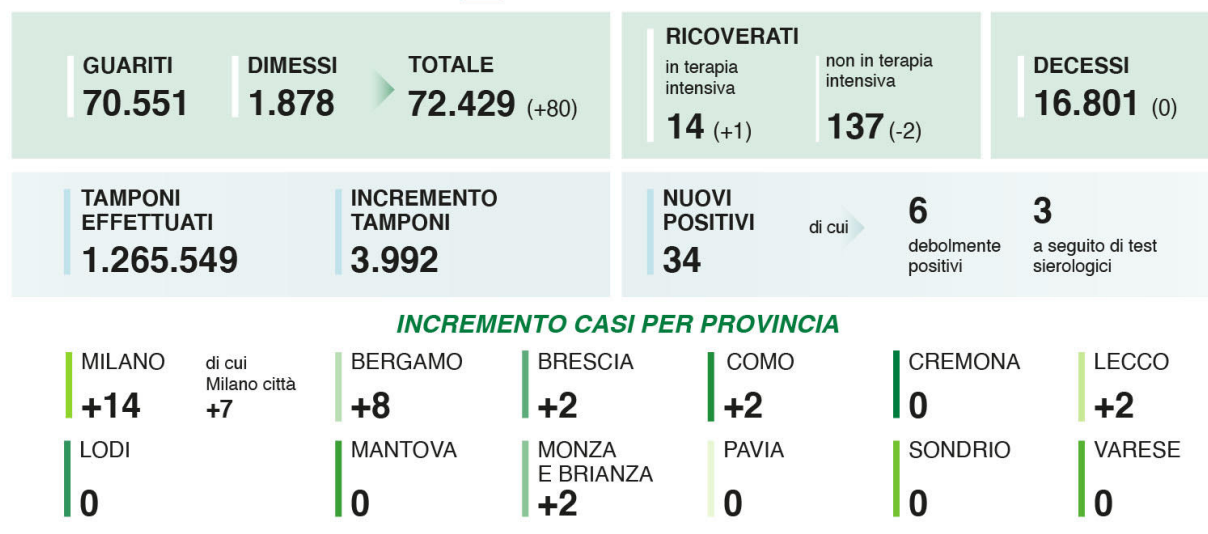 GUARITI
70.551
DIMESSI
1.878
TOTALE
72.429 (+80)
RICOVERATI
in terapia
intensiva
14 (+1)
non in terapia
intensiva
137 (-2)
DECESSI
16.801 (0)
TAMPONI
EFFETTUATI
1.265.549
INCREMENTO
TAMPONI
3.992
NUOVI
POSITIVI
34
di cui
6
debolmente
positivi
3
a seguito di test
sierologici
INCREMENTO CASI PER PROVINCIA
MILANO
+14
di cui
Milano città
+7
BERGAMO
+8
BRESCIA
+2
COMO
+2
CREMONA
0
LECCO
+2
LODI
0
MANTOVA
0
MONZA
E BRIANZA
+2
PAVIA
0
SONDRIO
0
VARESE
0